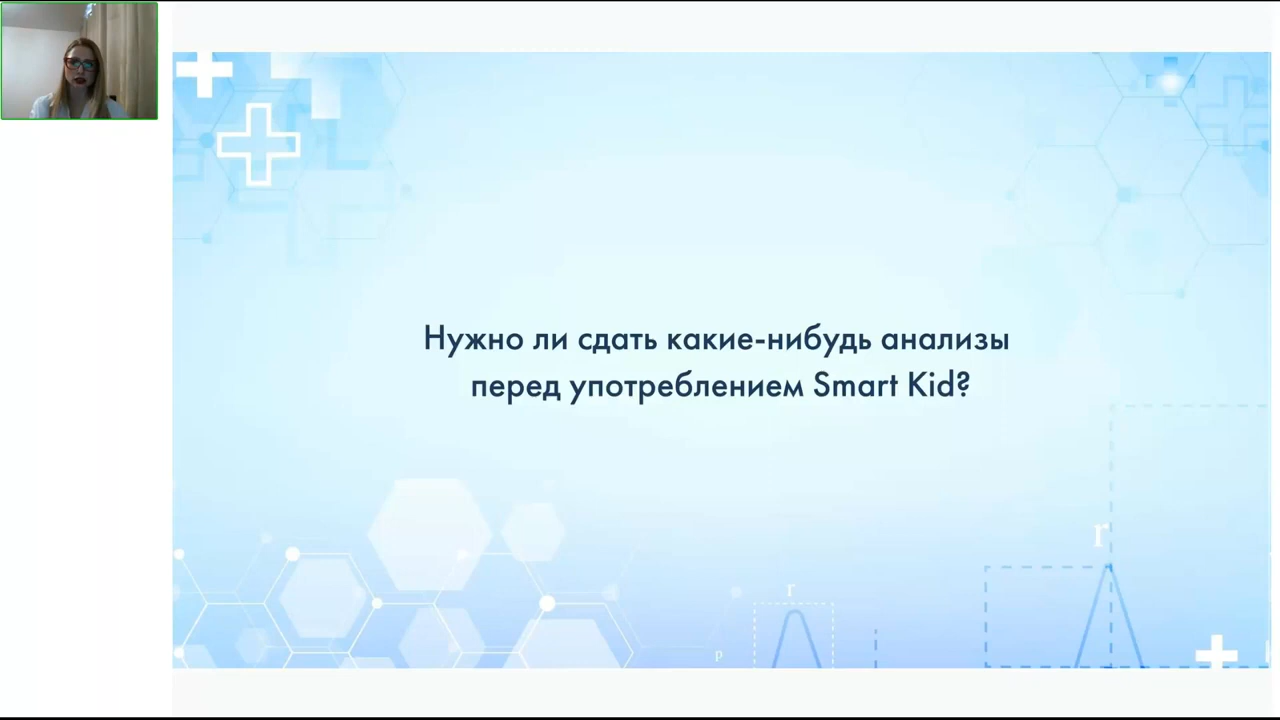 Нужно ли сдать какие-нибудь анализы
перед употреблением Smart Kid?
r
r
p